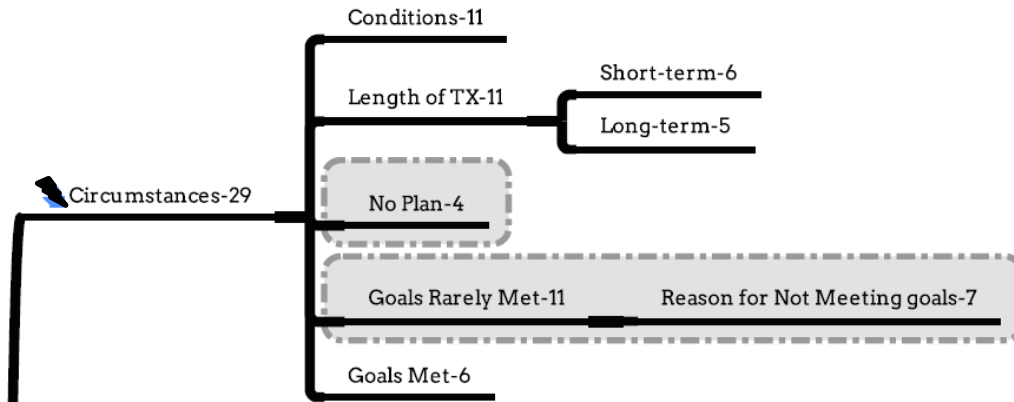 Conditions-11
Short-term-6
Length of TX-11
Long-term-5
Circumstances-29
No Plan-4
Goals Rarely Met-11
Reason for Not Meeting goals-7
Goals Met-6